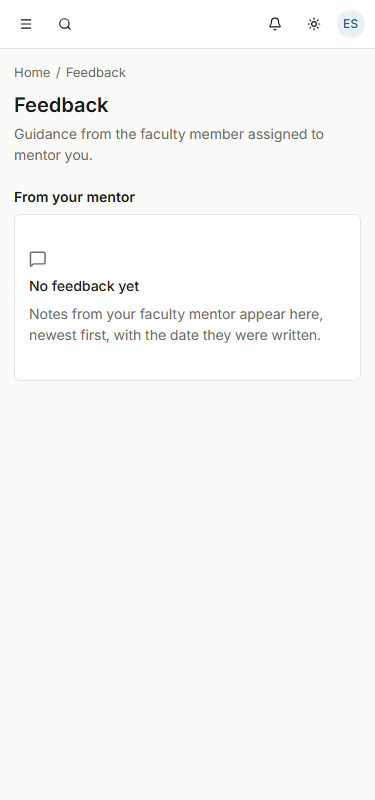 ES
Home / Feedback
Feedback
Guidance from the faculty member assigned to
mentor you.
From your mentor
No feedback yet
Notes from your faculty mentor appear here,
newest first, with the date they were written.